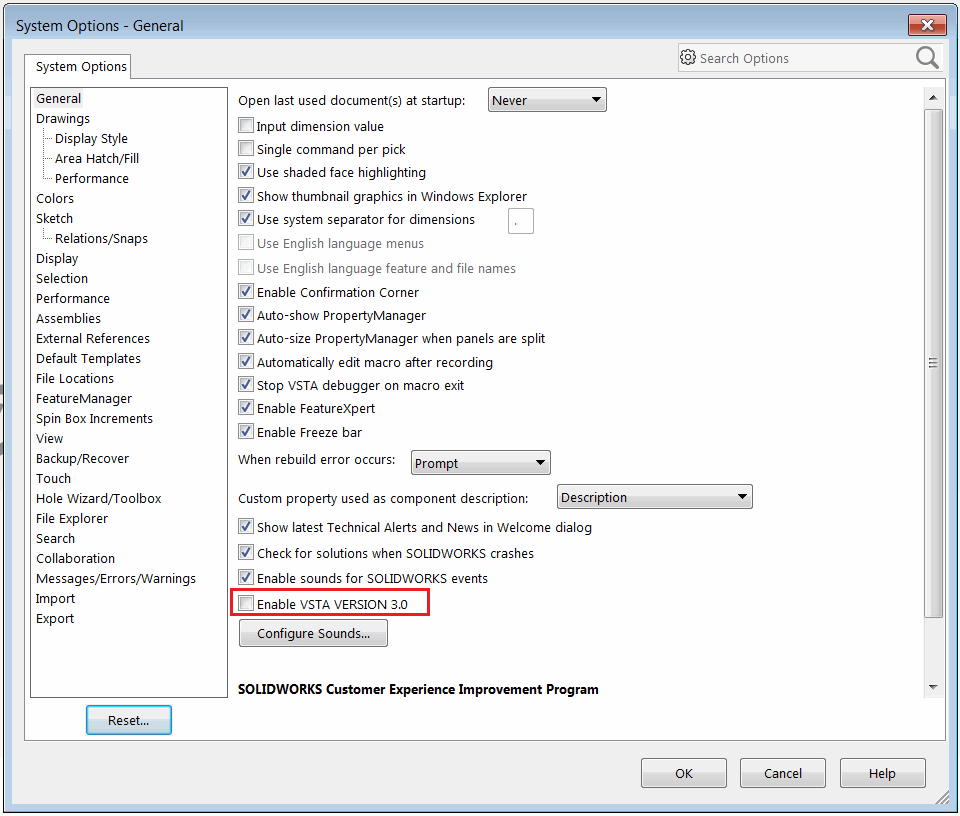 System Options - General
System Options
Search Options
General
Drawings
Display Style
Area Hatch/Fill
Performance
Colors
Sketch
Relations/Snaps
Display
Selection
Performance
Assemblies
External References
Default Templates
File Locations
FeatureManager
Spin Box Increments
View
Backup/Recover
Touch
Hole Wizard/Toolbox
File Explorer
Search
Collaboration
Messages/Errors/Warnings
Import
Export
Reset...
Open last used document(s) at startup: Never
Input dimension value
Single command per pick
Use shaded face highlighting
Show thumbnail graphics in Windows Explorer
Use system separator for dimensions .
Use English language menus
Use English language feature and file names
Enable Confirmation Corner
Auto-show PropertyManager
Auto-size PropertyManager when panels are split
Automatically edit macro after recording
Stop VSTA debugger on macro exit
Enable FeatureXpert
Enable Freeze bar
When rebuild error occurs: Prompt
Custom property used as component description: Description
Show latest Technical Alerts and News in Welcome dialog
Check for solutions when SOLIDWORKS crashes
Enable sounds for SOLIDWORKS events
Enable VSTA VERSION 3.0
Configure Sounds...
SOLIDWORKS Customer Experience Improvement Program
OK Cancel Help